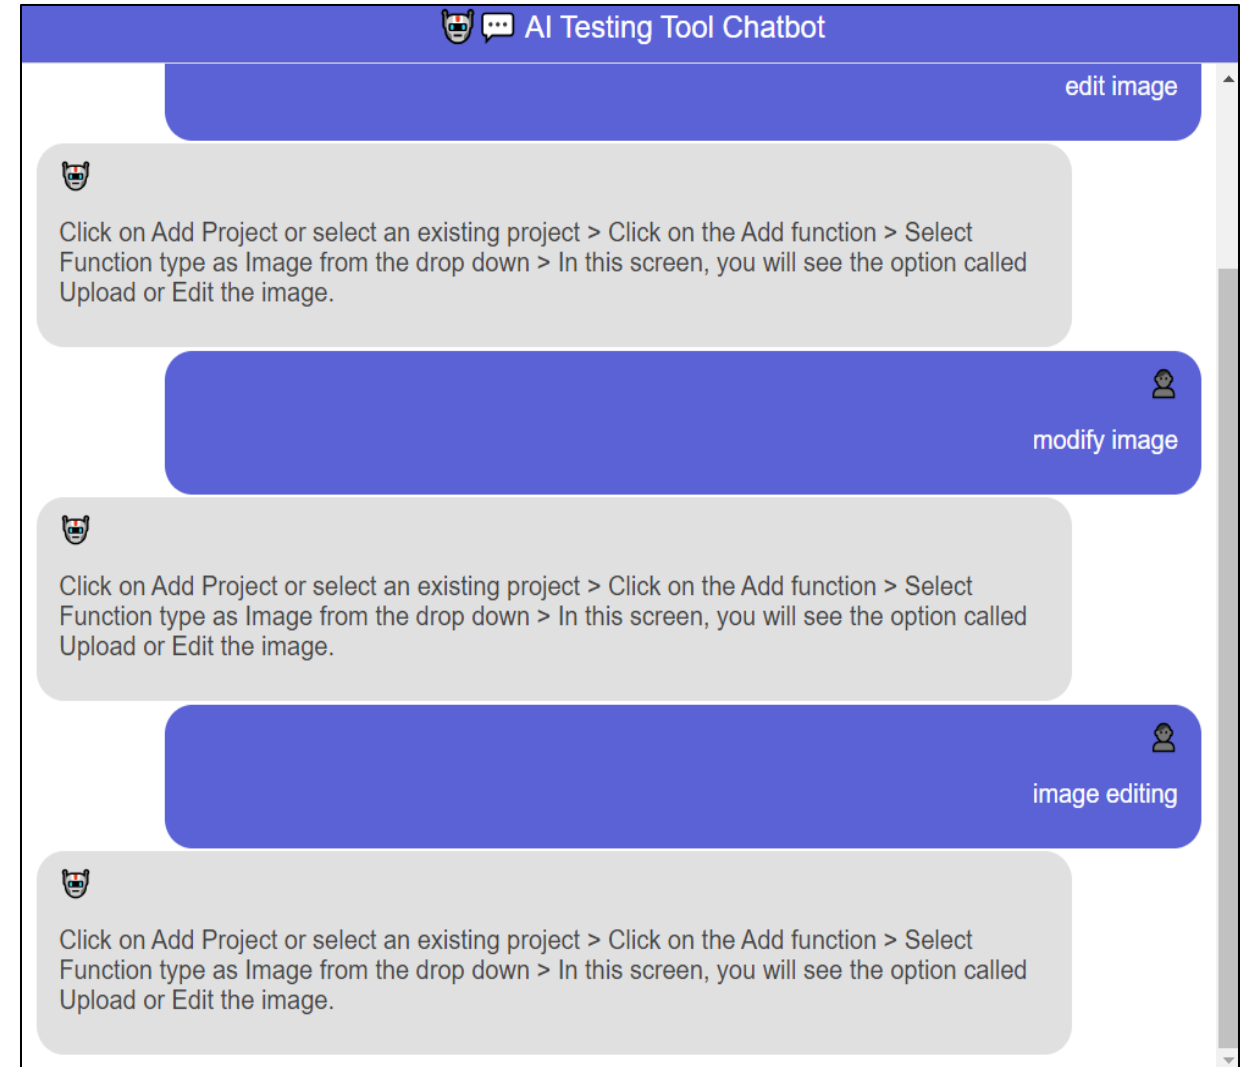 AI Testing Tool Chatbot
edit image
Click on Add Project or select an existing project > Click on the Add function > Select
Function type as Image from the drop down > In this screen, you will see the option called
Upload or Edit the image.
modify image
Click on Add Project or select an existing project > Click on the Add function > Select
Function type as Image from the drop down > In this screen, you will see the option called
Upload or Edit the image.
image editing
Click on Add Project or select an existing project > Click on the Add function > Select
Function type as Image from the drop down > In this screen, you will see the option called
Upload or Edit the image.